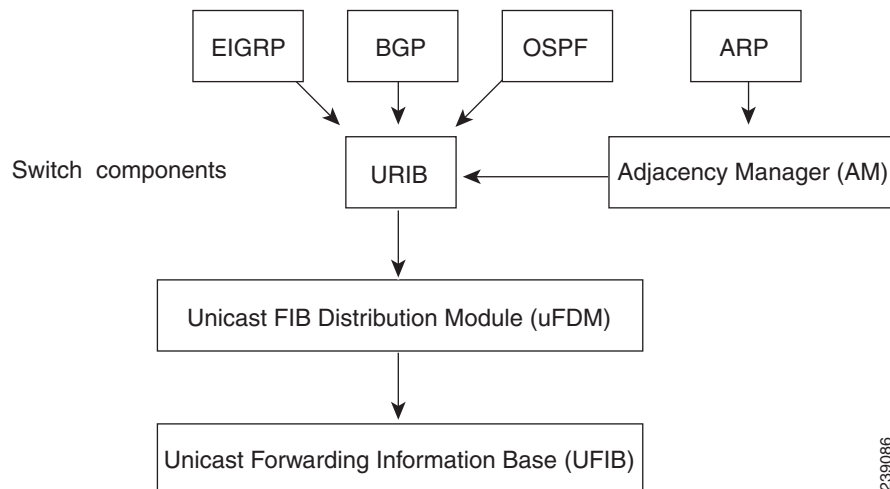 EIGRP
BGP
OSPF
ARP
Switch components
URIB
Adjacency Manager (AM)
Unicast FIB Distribution Module (uFDM)
Unicast Forwarding Information Base (UFIB)
239086